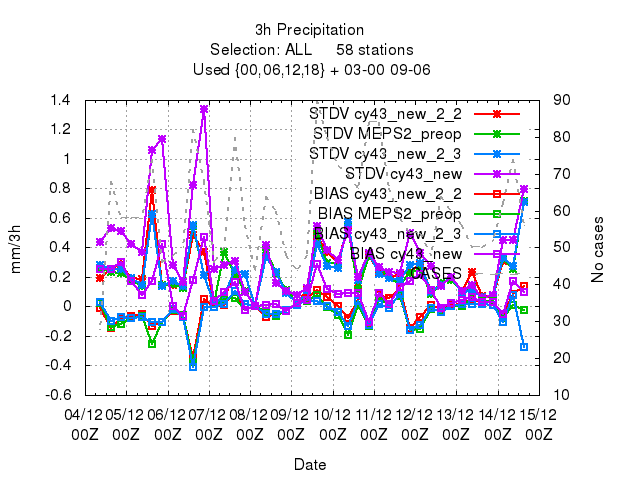 3h Precipitation
Selection: ALL 58 stations
Used {00,06,12,18} + 03-00 09-06
1.4
1.2
1
0.8
0.6
0.4
0.2
0
-0.2
-0.4
-0.6
mm/3h
90
80
70
60
50
40
30
20
10
No cases
STDV cy43_new_2_2
STDV MEPS2_preop
STDV cy43_new_2_3
STDV cy43_new
BIAS cy43_new_2_2
BIAS MEPS2_preop
BIAS cy43_new_2_3
BIAS cy43_new
CASES
04/12 05/12 06/12 07/12 08/12 09/12 10/12 11/12 12/12 13/12 14/12 15/12
00Z 00Z 00Z 00Z 00Z 00Z 00Z 00Z 00Z 00Z 00Z 00Z
Date